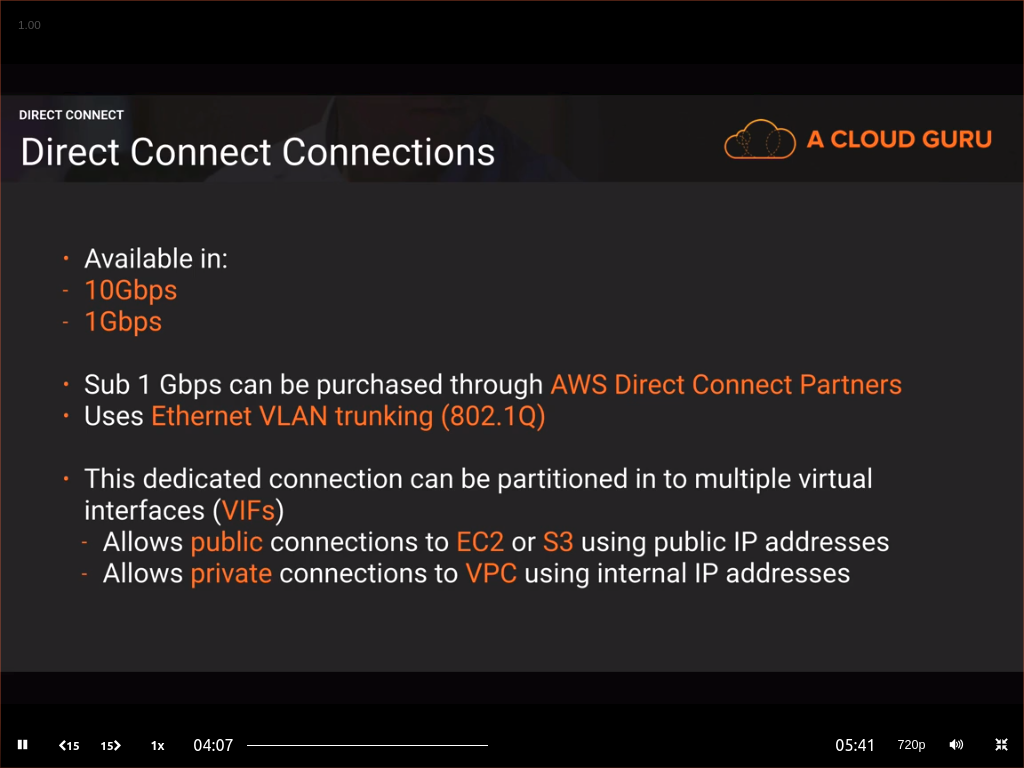 1.00
DIRECT CONNECT
Direct Connect Connections
A CLOUD GURU
• Available in:
- 10Gbps
- 1Gbps
• Sub 1 Gbps can be purchased through AWS Direct Connect Partners
• Uses Ethernet VLAN trunking (802.1Q)
• This dedicated connection can be partitioned in to multiple virtual
interfaces (VIFs)
- Allows public connections to EC2 or S3 using public IP addresses
- Allows private connections to VPC using internal IP addresses
15 15 1x 04:07 05:41 720p